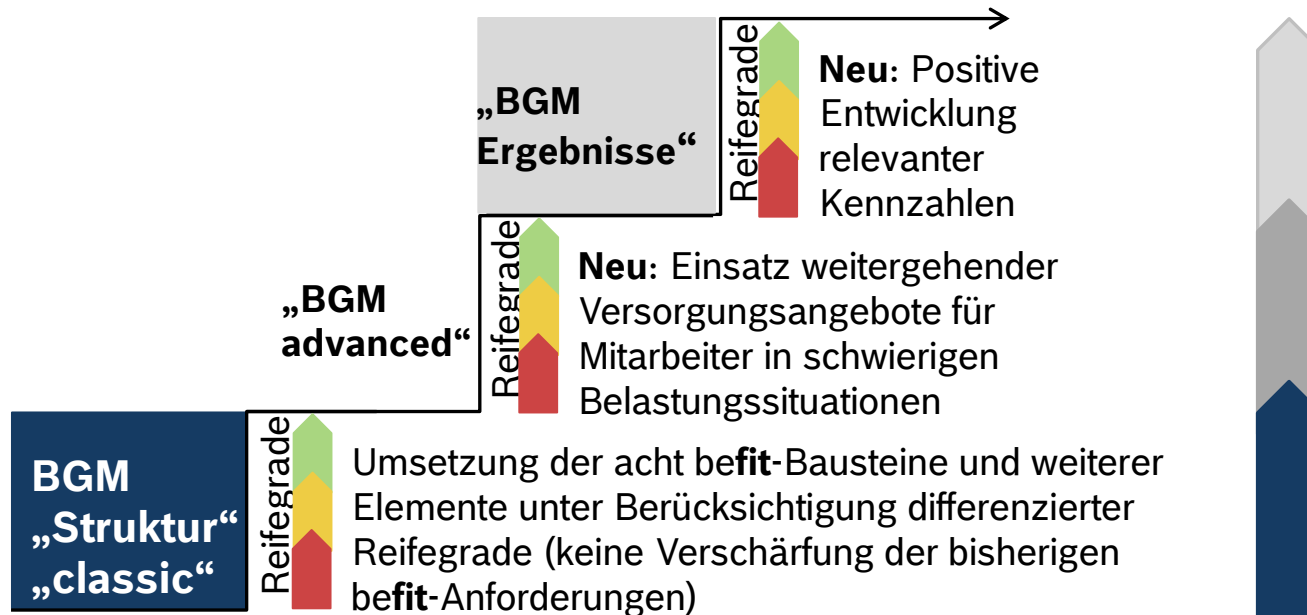 „BGM
Ergebnisse“
Reifegrade
Neu: Positive
Entwicklung
relevanter
Kennzahlen
„BGM
advanced“
Reifegrade
Neu: Einsatz weitergehender
Versorgungsangebote für
Mitarbeiter in schwierigen
Belastungssituationen
BGM
„Struktur“
„classic“
Reifegrade
Umsetzung der acht befit-Bausteine und weiterer
Elemente unter Berücksichtigung differenzierter
Reifegrade (keine Verschärfung der bisherigen
befit-Anforderungen)